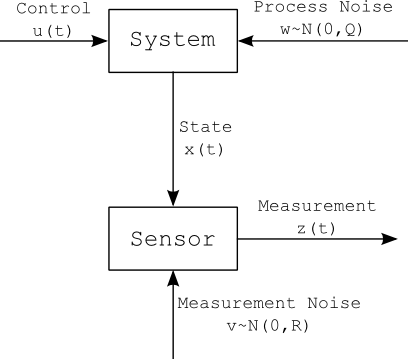 Control
u(t)
Process Noise
w~N(0,Q)
System
State
x(t)
Sensor
Measurement
z(t)
Measurement Noise
v~N(0,R)